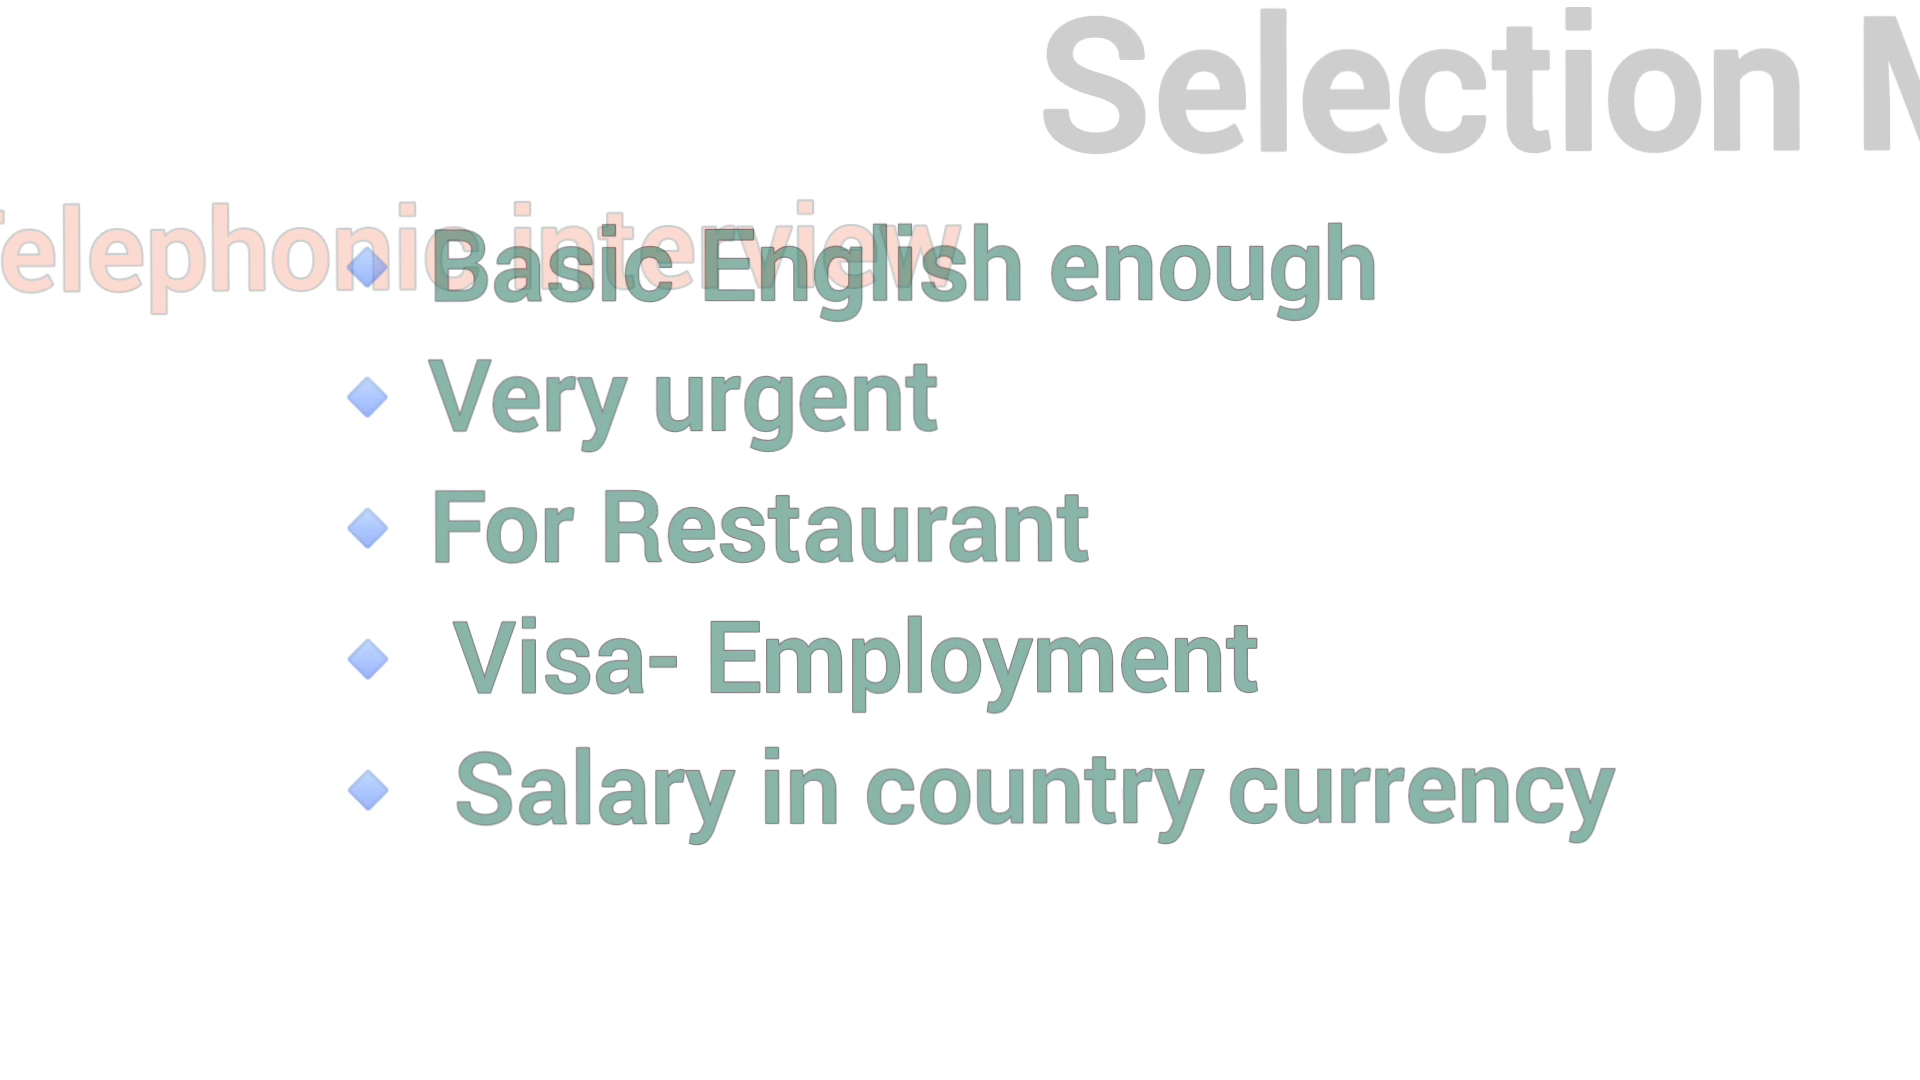 Selection
Telephonic interview
Basic English enough
Very urgent
For Restaurant
Visa- Employment
Salary in country currency